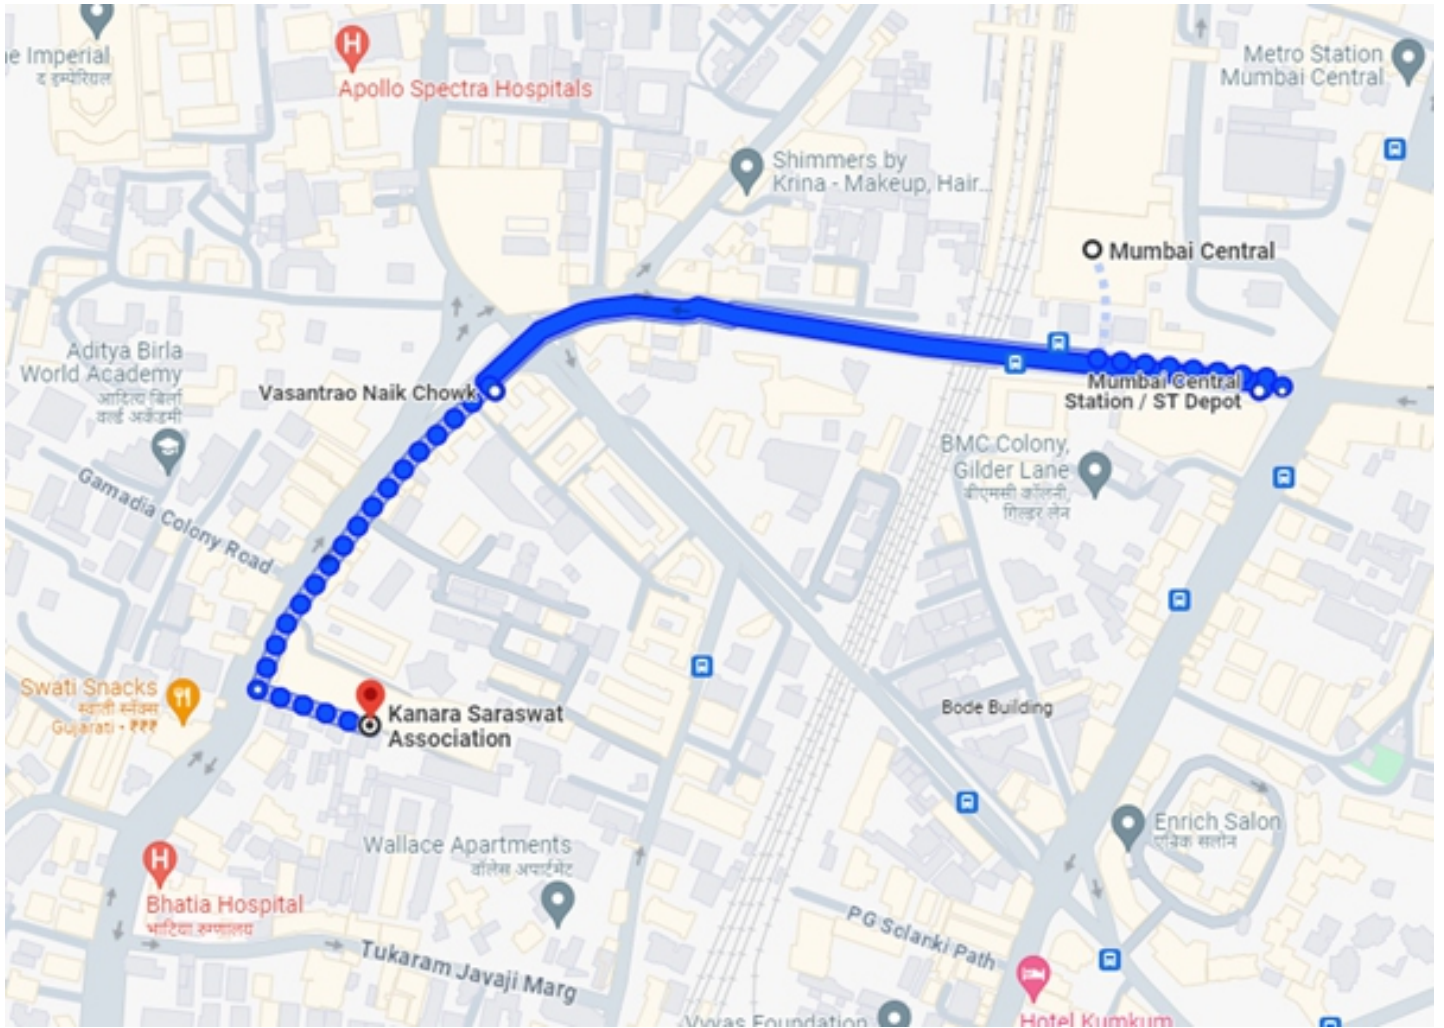 he Imperial
द इम्पेरियल
Apollo Spectra Hospitals
Metro Station
Mumbai Central
Shimmers by
Krina - Makeup, Hair...
Mumbai Central
Aditya Birla
World Academy
आदित्य बिर्ला
वर्ल्ड अकॅडमी
Vasantrao Naik Chowk
Mumbai Central
Station / ST Depot
BMC Colony,
Gilder Lane
बीएमसी कॉलनी,
गिल्डर लेन
Gamadia Colony Road
Swati Snacks
स्वाती स्नॅक्स
Gujarati • ₹₹₹
Kanara Saraswat
Association
Bode Building
Enrich Salon
एनरिक सलोन
Wallace Apartments
वॉलेस अपार्टमेंट
Bhatia Hospital
भाटिया रुग्णालय
PG Solanki Path
Tukaram Javaji Marg
Vyas Foundation
Hotel Kumkum